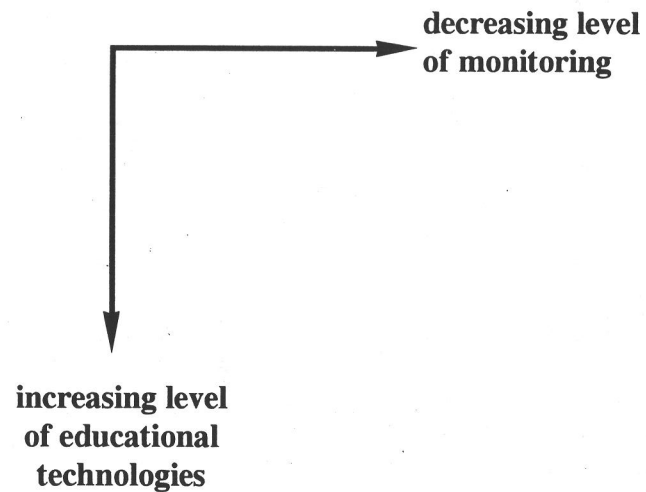 decreasing level
of monitoring
increasing level
of educational
technologies